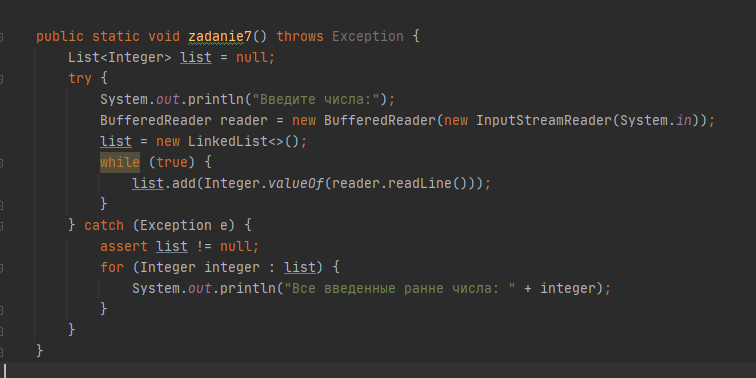 public static void zadanie7() throws Exception {
    List<Integer> list = null;
    try {
        System.out.println("Введите числа:");
        BufferedReader reader = new BufferedReader(new InputStreamReader(System.in));
        list = new LinkedList<>();
        while (true) {
            list.add(Integer.valueOf(reader.readLine()));
        }
    } catch (Exception e) {
        assert list != null;
        for (Integer integer : list) {
            System.out.println("Все введенные ранне числа: " + integer);
        }
    }
}